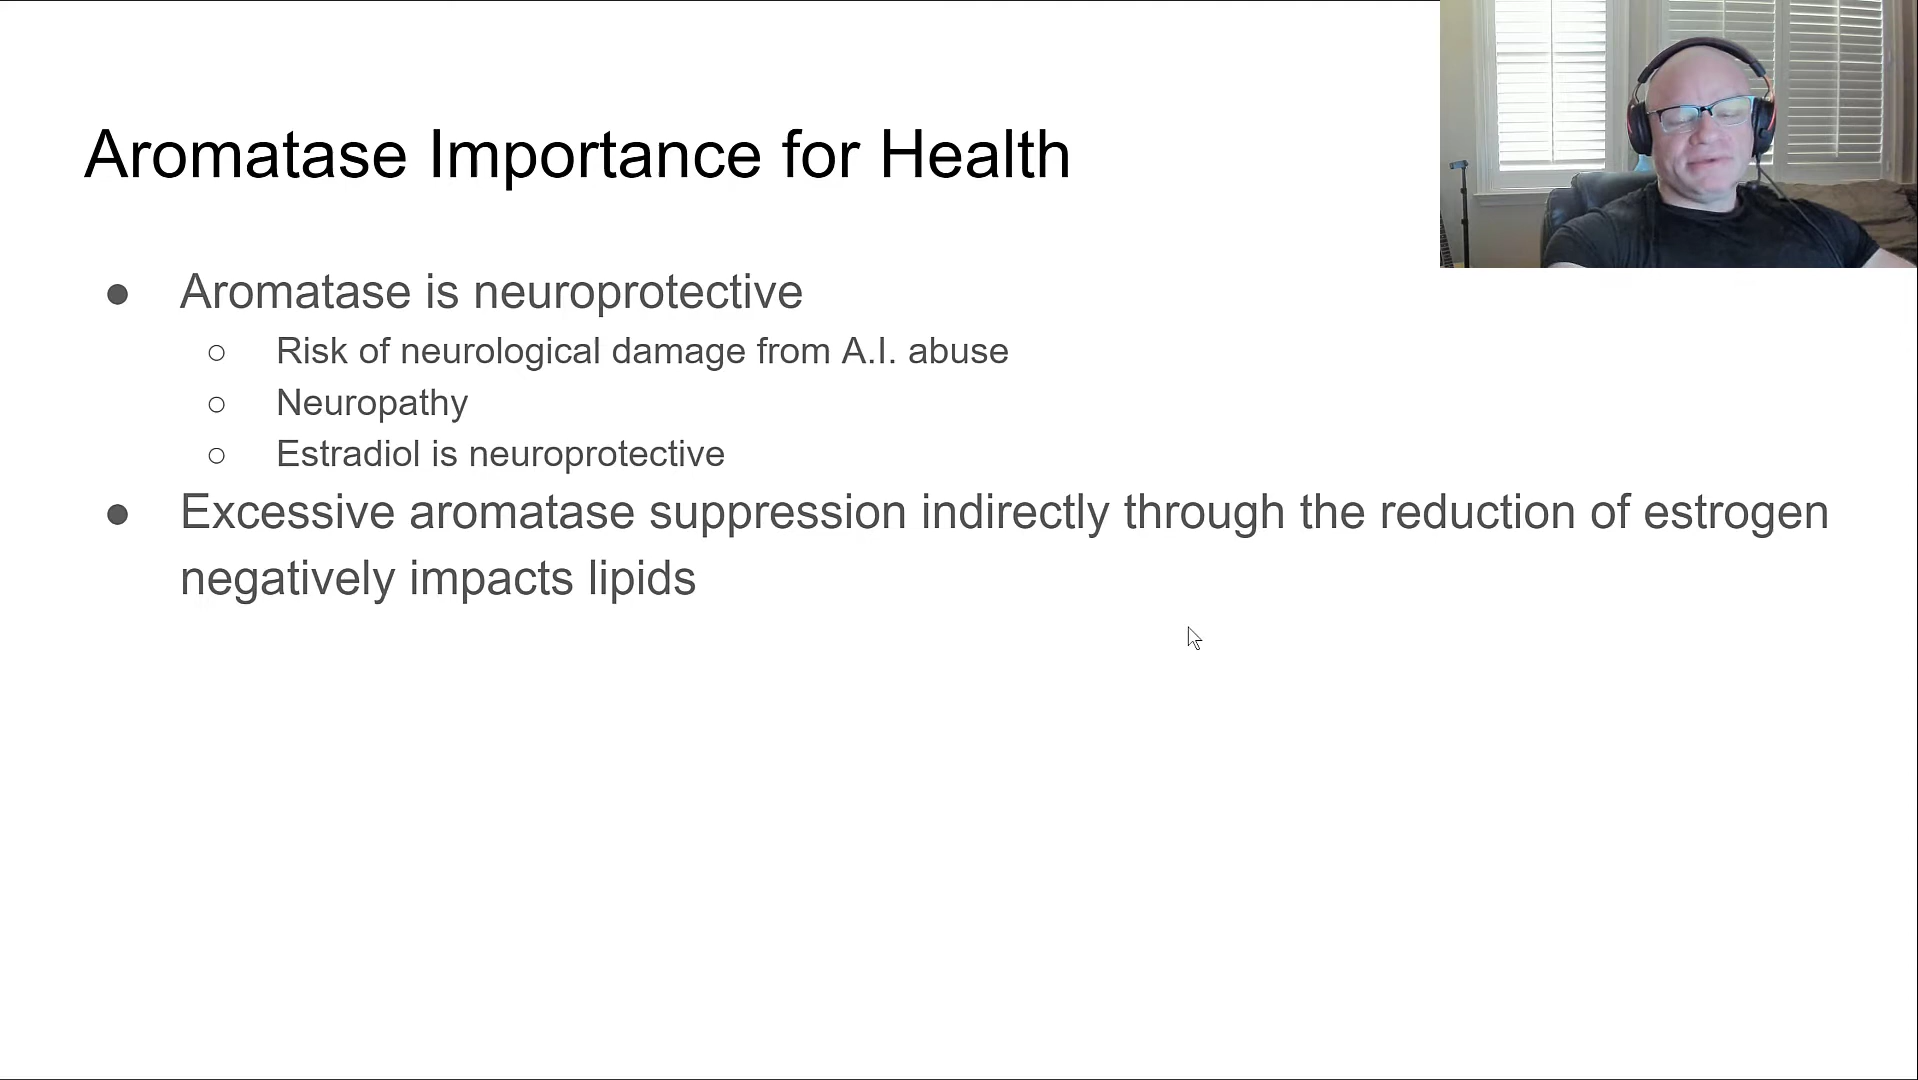 Aromatase Importance for Health
● Aromatase is neuroprotective
○ Risk of neurological damage from A.I. abuse
○ Neuropathy
○ Estradiol is neuroprotective
● Excessive aromatase suppression indirectly through the reduction of estrogen
negatively impacts lipids